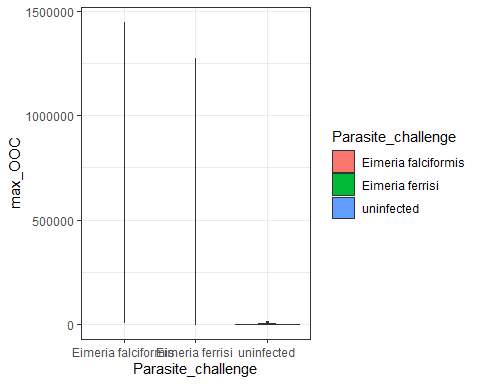 1500000
1000000
500000
0
max_OOC
Eimeria falciformis Eimeria ferrisi uninfected
Parasite_challenge
Parasite_challenge
Eimeria falciformis
Eimeria ferrisi
uninfected